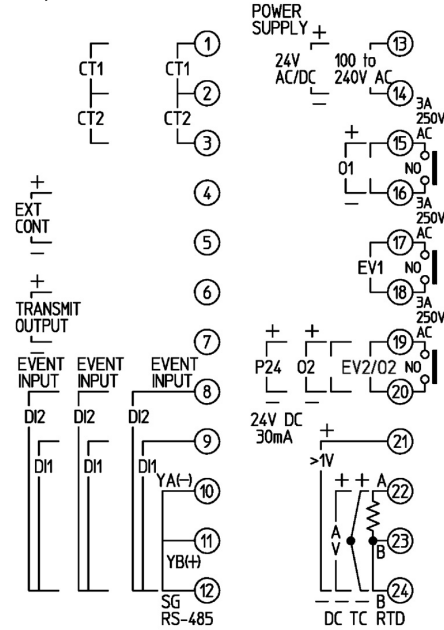 POWER
SUPPLY +
24V
AC/DC
100 to
240V AC
–
CT1 CT1
CT2 CT2
1
2
3
4
5
6
7
8
9
10
11
12
+
EXT
CONT
–
+
TRANSMIT
OUTPUT
–
EVENT
INPUT
EVENT
INPUT
EVENT
INPUT
DI2 DI2 DI2
DI1 DI1 DI1
YA(–)
YB(+)
SG
RS-485
13
14
15
16
17
18
19
20
21
22
23
24
3A
250V
AC
+
O1
–
NO
3A
250V
AC
EV1 NO
3A
250V
AC
+ +
P24 O2 EV2/O2 NO
– –
24V DC
30mA
+
>1V
+ + + A
A
V
B
– – – – B
DC TC RTD